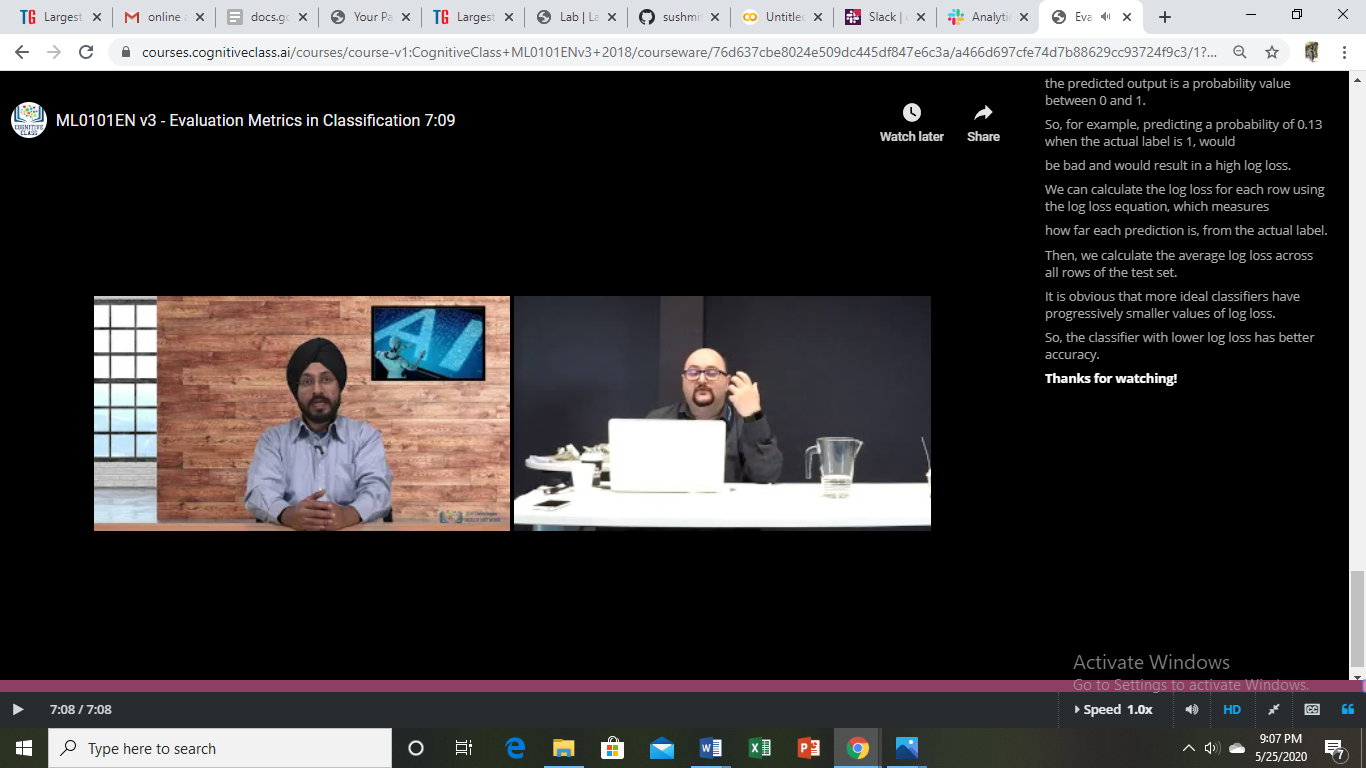 Largest
online
docs.gc
Your Pa
Largest
Lab | La
sushmit
Untitled
Slack |
Analyti
Eva
courses.cognitiveclass.ai/courses/course-v1:CognitiveClass+ML0101ENv3+2018/courseware/76d637cbe8024e509dc445df847e6c3a/a466d697cfe74d7b88629cc93724f9c3/1?...
ML0101EN v3 - Evaluation Metrics in Classification 7:09
Watch later
Share
COGNITIVE
CLASS
AI
the predicted output is a probability value
between 0 and 1.
So, for example, predicting a probability of 0.13
when the actual label is 1, would
be bad and would result in a high log loss.
We can calculate the log loss for each row using
the log loss equation, which measures
how far each prediction is, from the actual label.
Then, we calculate the average log loss across
all rows of the test set.
It is obvious that more ideal classifiers have
progressively smaller values of log loss.
So, the classifier with lower log loss has better
accuracy.
Thanks for watching!
Activate Windows
Go to Settings to activate Windows.
7:08 / 7:08
Speed 1.0x
HD
CC
Type here to search
9:07 PM
5/25/2020
7